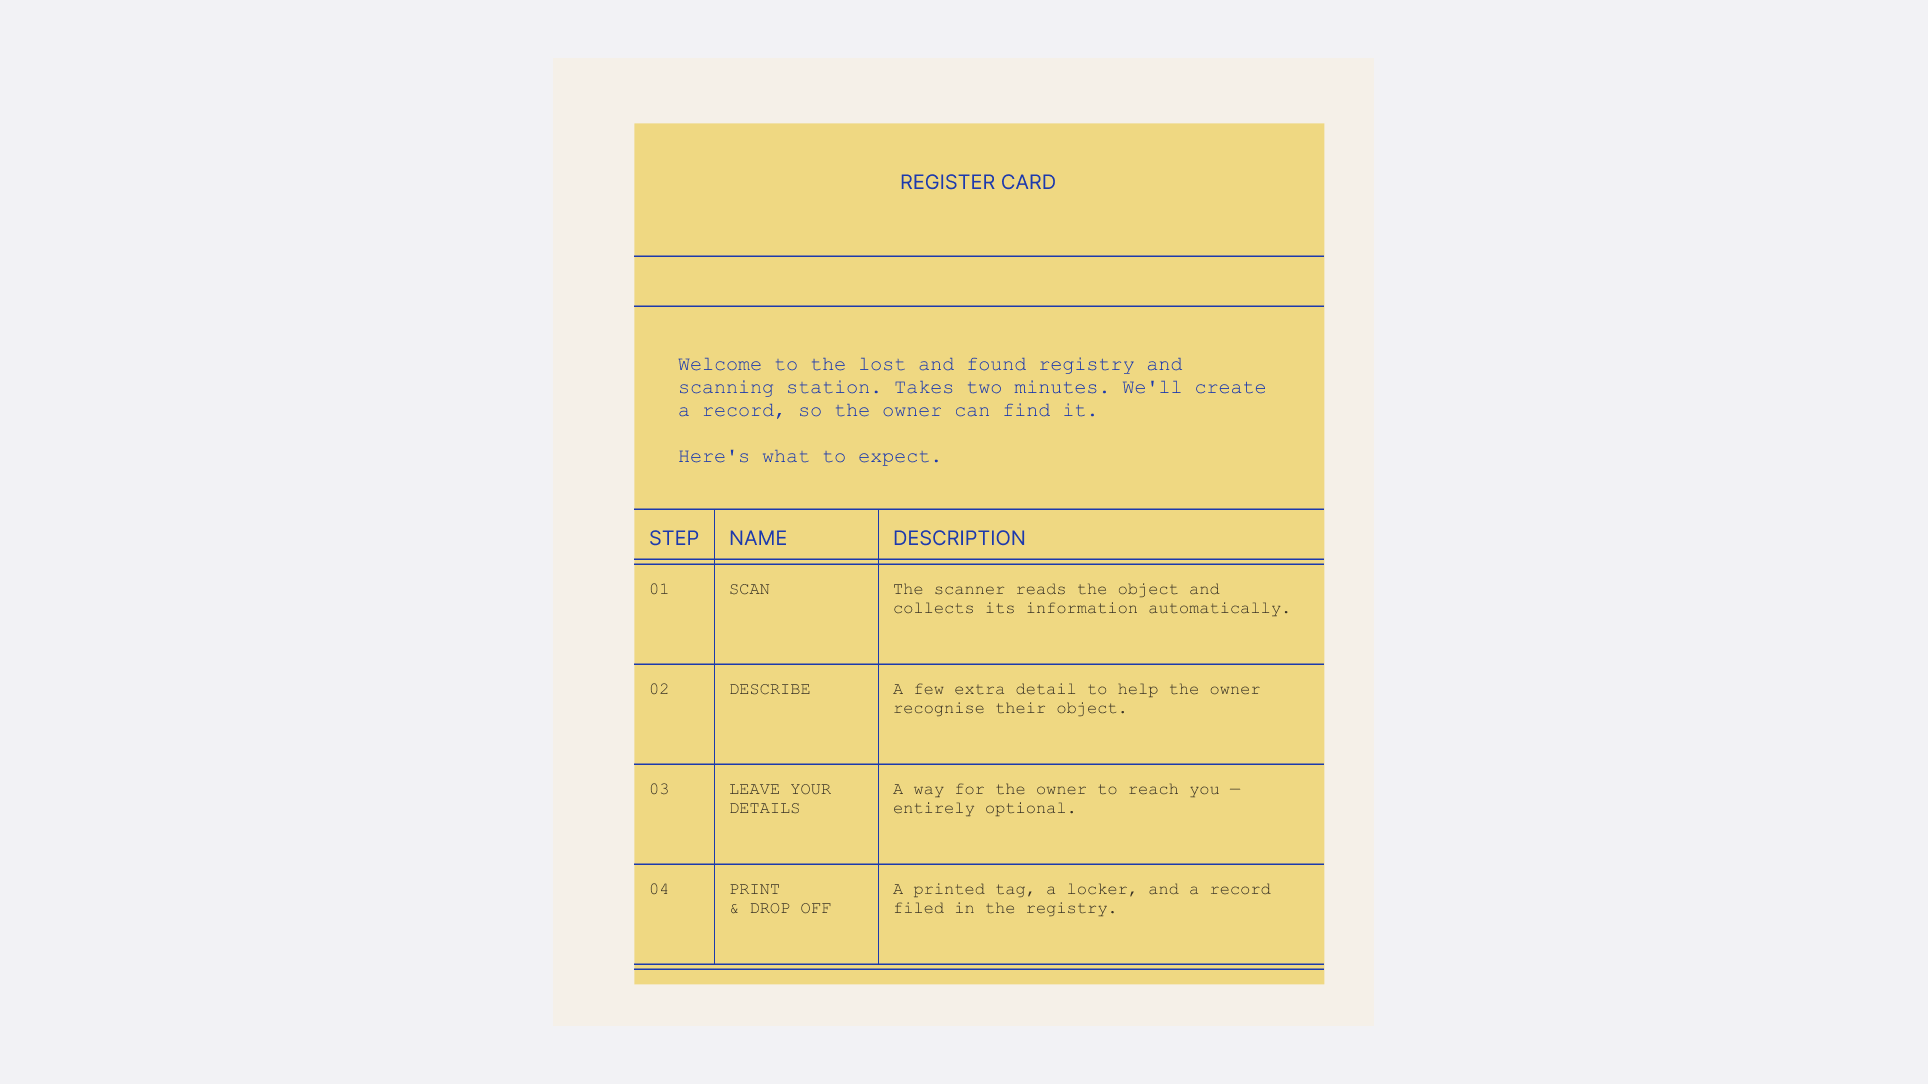 REGISTER CARD
Welcome to the lost and found registry and
scanning station. Takes two minutes. We'll create
a record, so the owner can find it.
Here's what to expect.
STEP NAME DESCRIPTION
01 SCAN The scanner reads the object and
collects its information automatically.
02 DESCRIBE A few extra detail to help the owner
recognise their object.
03 LEAVE YOUR A way for the owner to reach you —
DETAILS entirely optional.
04 PRINT A printed tag, a locker, and a record
& DROP OFF filed in the registry.